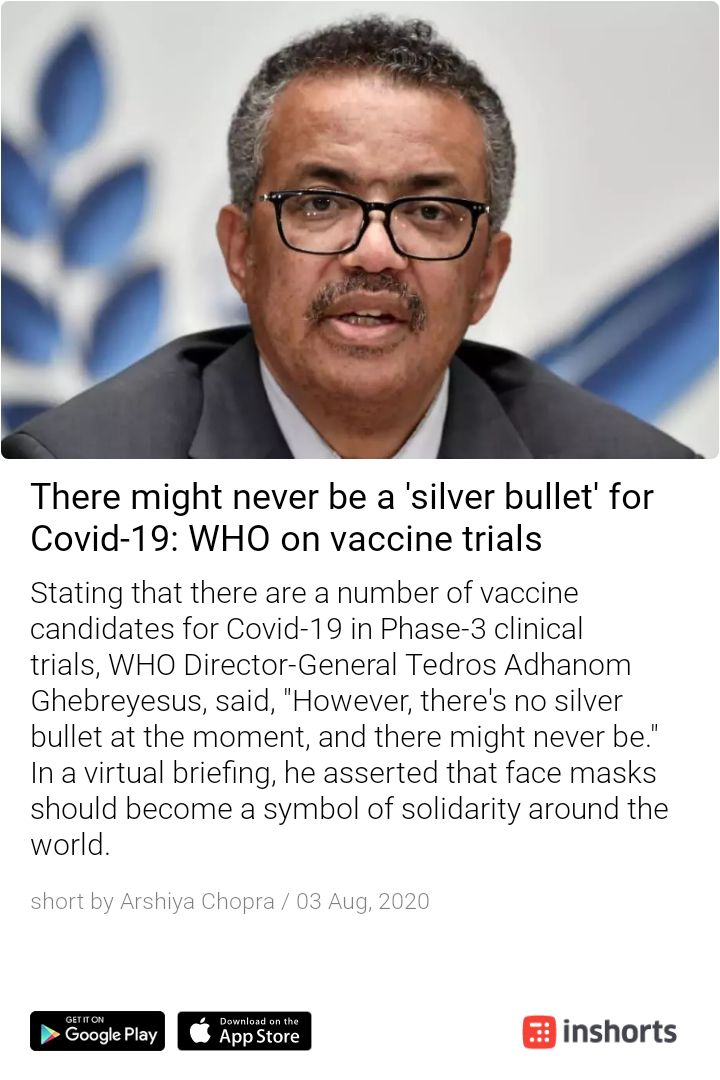 There might never be a 'silver bullet' for
Covid-19: WHO on vaccine trials
Stating that there are a number of vaccine
candidates for Covid-19 in Phase-3 clinical
trials, WHO Director-General Tedros Adhanom
Ghebreyesus, said, "However, there's no silver
bullet at the moment, and there might never be."
In a virtual briefing, he asserted that face masks
should become a symbol of solidarity around the
world.
short by Arshiya Chopra / 03 Aug, 2020
GET IT ON
Google Play
Download on the
App Store
inshorts